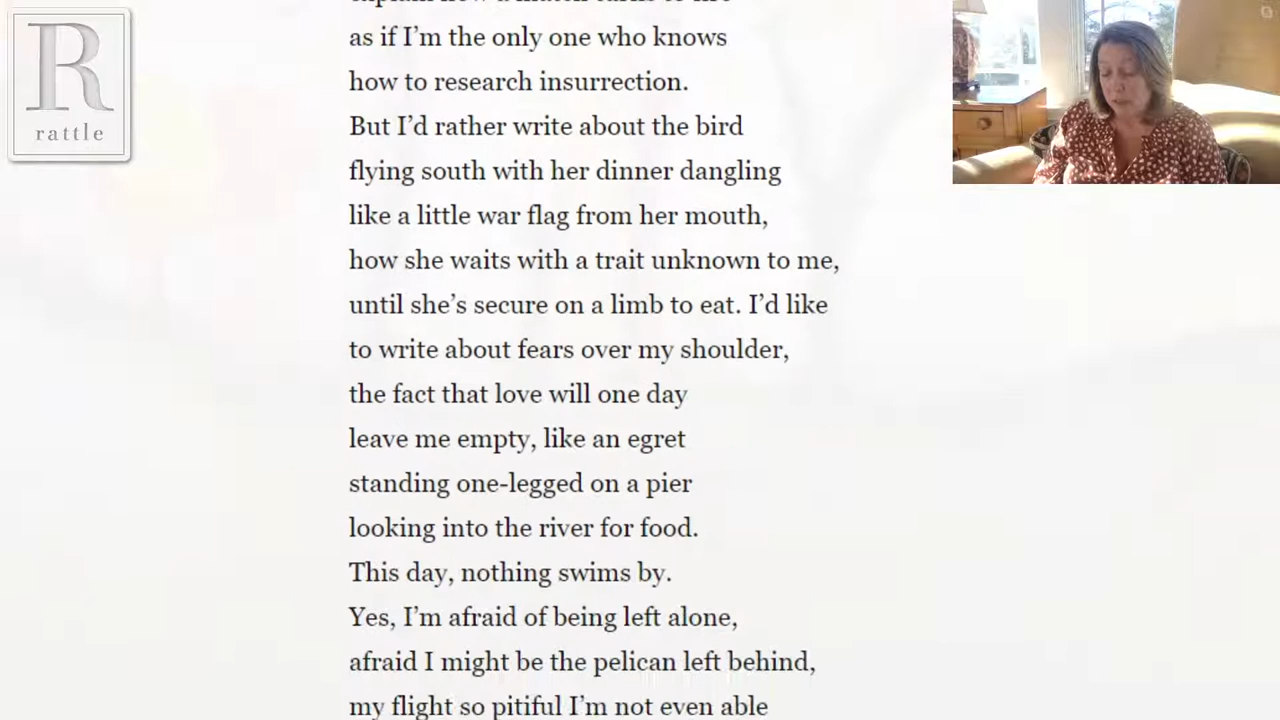 R
rattle
as if I’m the only one who knows
how to research insurrection.
But I’d rather write about the bird
flying south with her dinner dangling
like a little war flag from her mouth,
how she waits with a trait unknown to me,
until she’s secure on a limb to eat. I’d like
to write about fears over my shoulder,
the fact that love will one day
leave me empty, like an egret
standing one-legged on a pier
looking into the river for food.
This day, nothing swims by.
Yes, I’m afraid of being left alone,
afraid I might be the pelican left behind,
my flight so pitiful I’m not even able